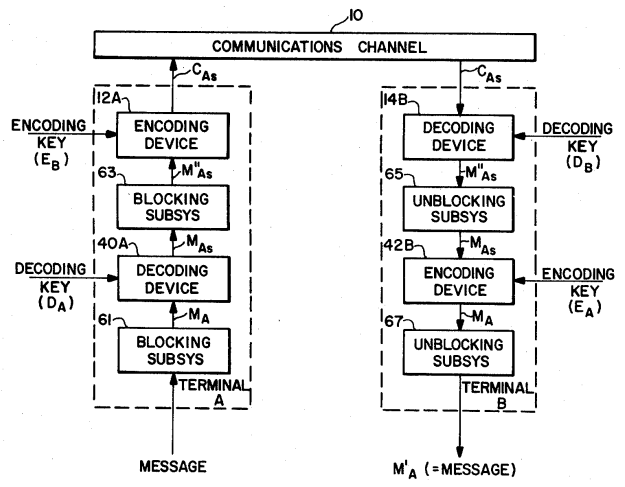 10
COMMUNICATIONS CHANNEL
C_As
C_As
12A
ENCODING
DEVICE
ENCODING
KEY
(E_B)
14B
DECODING
DEVICE
DECODING
KEY
(D_B)
M"_As
M"_As
63
BLOCKING
SUBSYS
65
UNBLOCKING
SUBSYS
M_As
M_As
40A
DECODING
DEVICE
DECODING
KEY
(D_A)
42B
ENCODING
DEVICE
ENCODING
KEY
(E_A)
M_A
M_A
61
BLOCKING
SUBSYS
67
UNBLOCKING
SUBSYS
TERMINAL
A
TERMINAL
B
MESSAGE
M'_A (=MESSAGE)